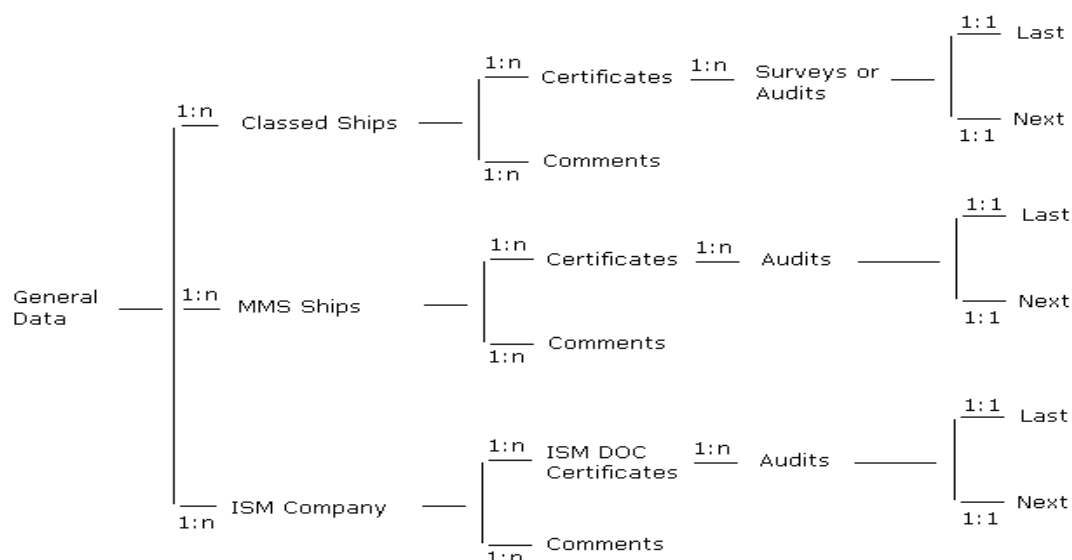 1:1 Last
1:n Certificates 1:n Surveys or
Audits
1:n Classed Ships
Next
1:1
Comments
1:n
1:1 Last
1:n Certificates 1:n Audits
General
Data
1:n MMS Ships
Next
1:1
Comments
1:n
1:1 Last
1:n ISM DOC
Certificates
1:n Audits
ISM Company
1:n
Next
1:1
Comments
1:n